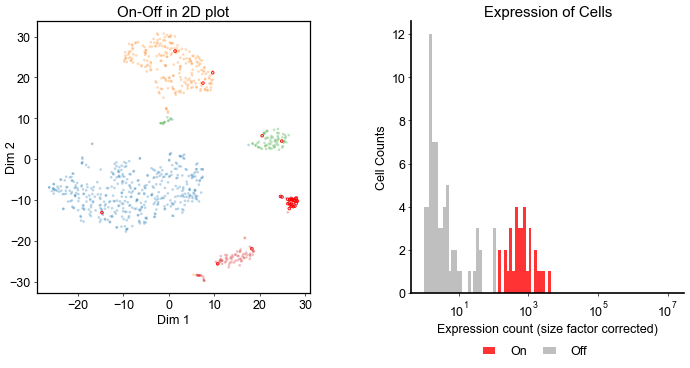 On-Off in 2D plot
Expression of Cells
30
20
10
0
−10
−20
−30
Dim 2
−20 −10 0 10 20 30
Dim 1
12
10
8
6
4
2
0
Cell Counts
10^1 10^3 10^5 10^7
Expression count (size factor corrected)
On Off